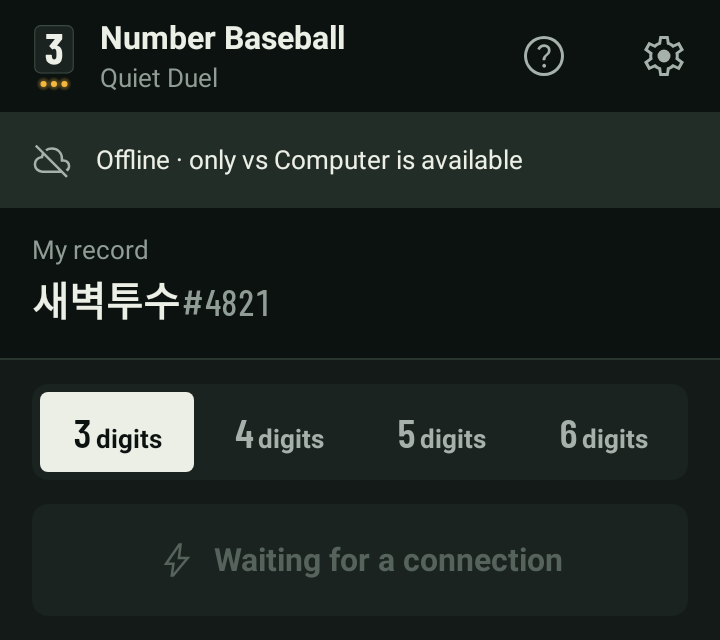 3
Number Baseball
Quiet Duel
Offline · only vs Computer is available
My record
새벽투수#4821
3 digits 4 digits 5 digits 6 digits
Waiting for a connection